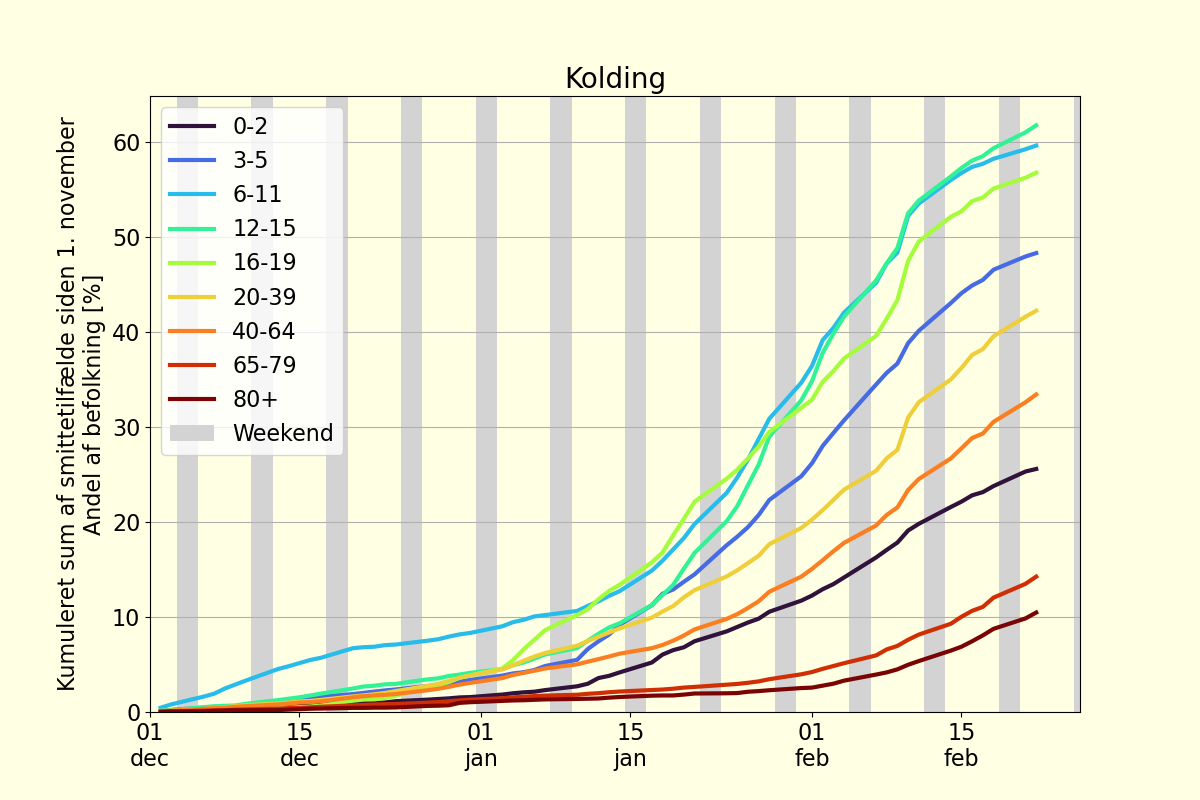 Kolding
Kumuleret sum af smittetilfælde siden 1. november
Andel af befolkning [%]
60
50
40
30
20
10
0
0-2
3-5
6-11
12-15
16-19
20-39
40-64
65-79
80+
Weekend
01 15 01 15 01 15
dec dec jan jan feb feb